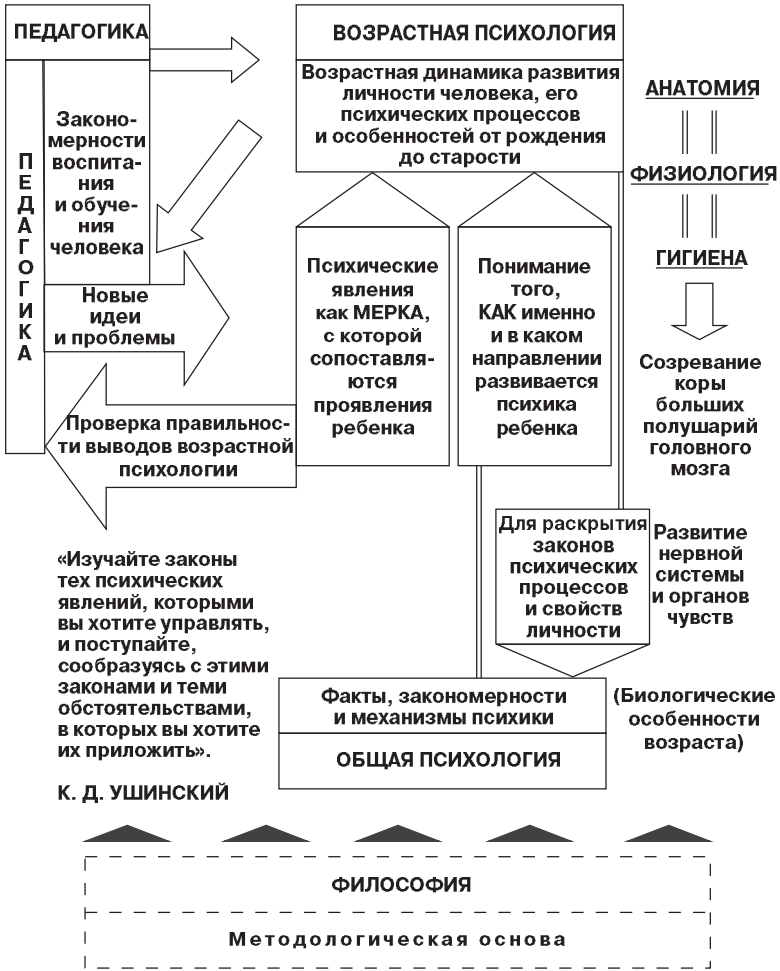 ПЕДАГОГИКА
ПЕДАГОГИКА
Законо-
мерности
воспита-
ния
и обуче-
ния
человека
Новые
идеи
и проблемы
Проверка правильнос-
ти выводов возрастной
психологии
ВОЗРАСТНАЯ ПСИХОЛОГИЯ
Возрастная динамика развития
личности человека, его
психических процессов
и особенностей от рождения
до старости
Психические
явления
как МЕРКА,
с которой
сопоставля-
ются
проявления
ребенка
Понимание
того,
КАК именно
и в каком
направлении
развивается
психика
ребенка
АНАТОМИЯ
ФИЗИОЛОГИЯ
ГИГИЕНА
Созревание
коры
больших
полушарий
головного
мозга
Развитие
нервной
системы
и органов
чувств
(Биологические
особенности
возраста)
Для раскрытия
законов
психических
процессов
и свойств
личности
Факты, закономерности
и механизмы психики
ОБЩАЯ ПСИХОЛОГИЯ
«Изучайте законы
тех психических
явлений, которыми
вы хотите управлять,
и поступайте,
сообразуясь с этими
законами и теми
обстоятельствами,
в которых вы хотите
их приложить».
К. Д. УШИНСКИЙ
ФИЛОСОФИЯ
Методологическая основа